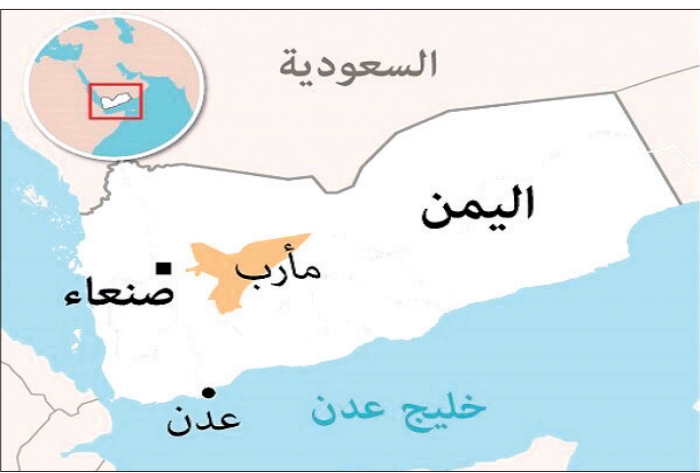 السعودية
اليمن
مأرب
صنعاء
خليج عدن
عدن